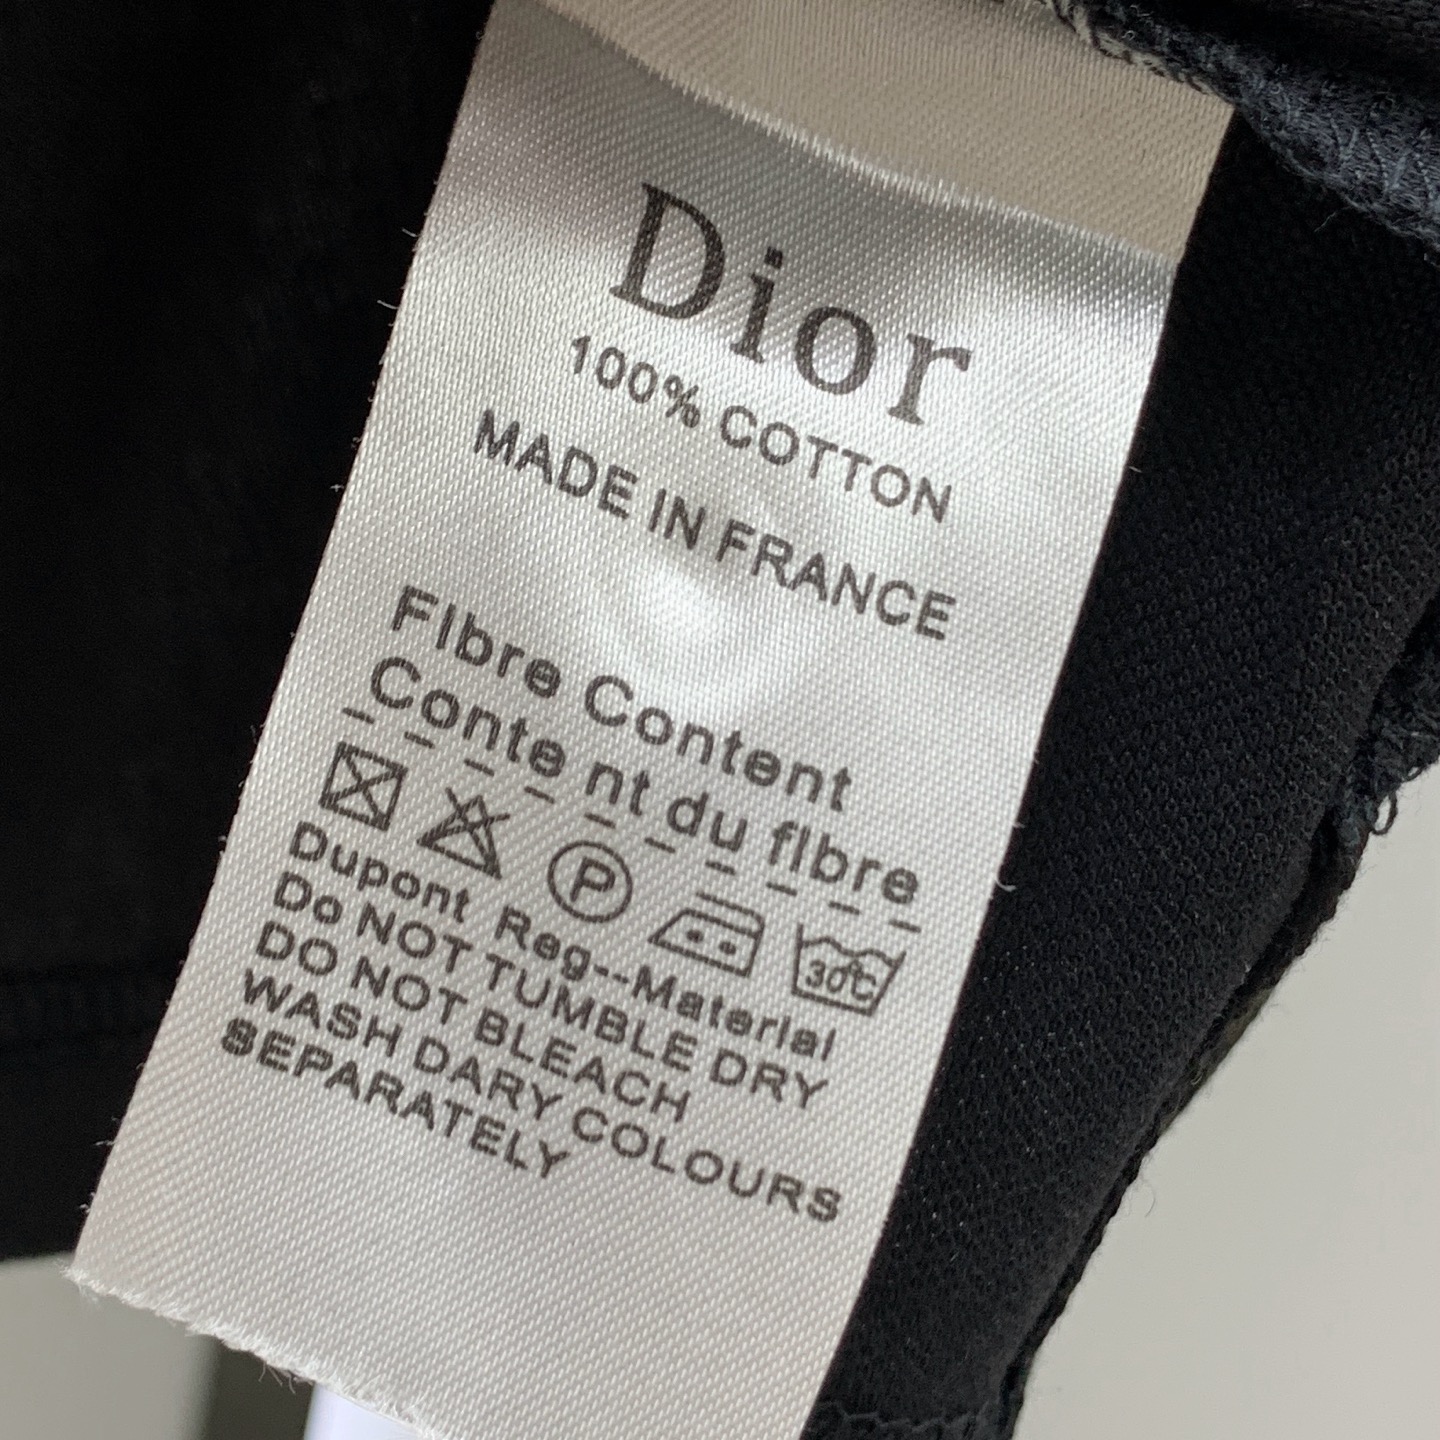 Dior
100% COTTON
MADE IN FRANCE
FIbre Content
Conte nt du fIbre
P
30°C
Dupont Reg--MaterIal
Do NOT TUMBLE DRY
DO NOT BLEACH
WASH DARY COLOURS
SEPARATELY